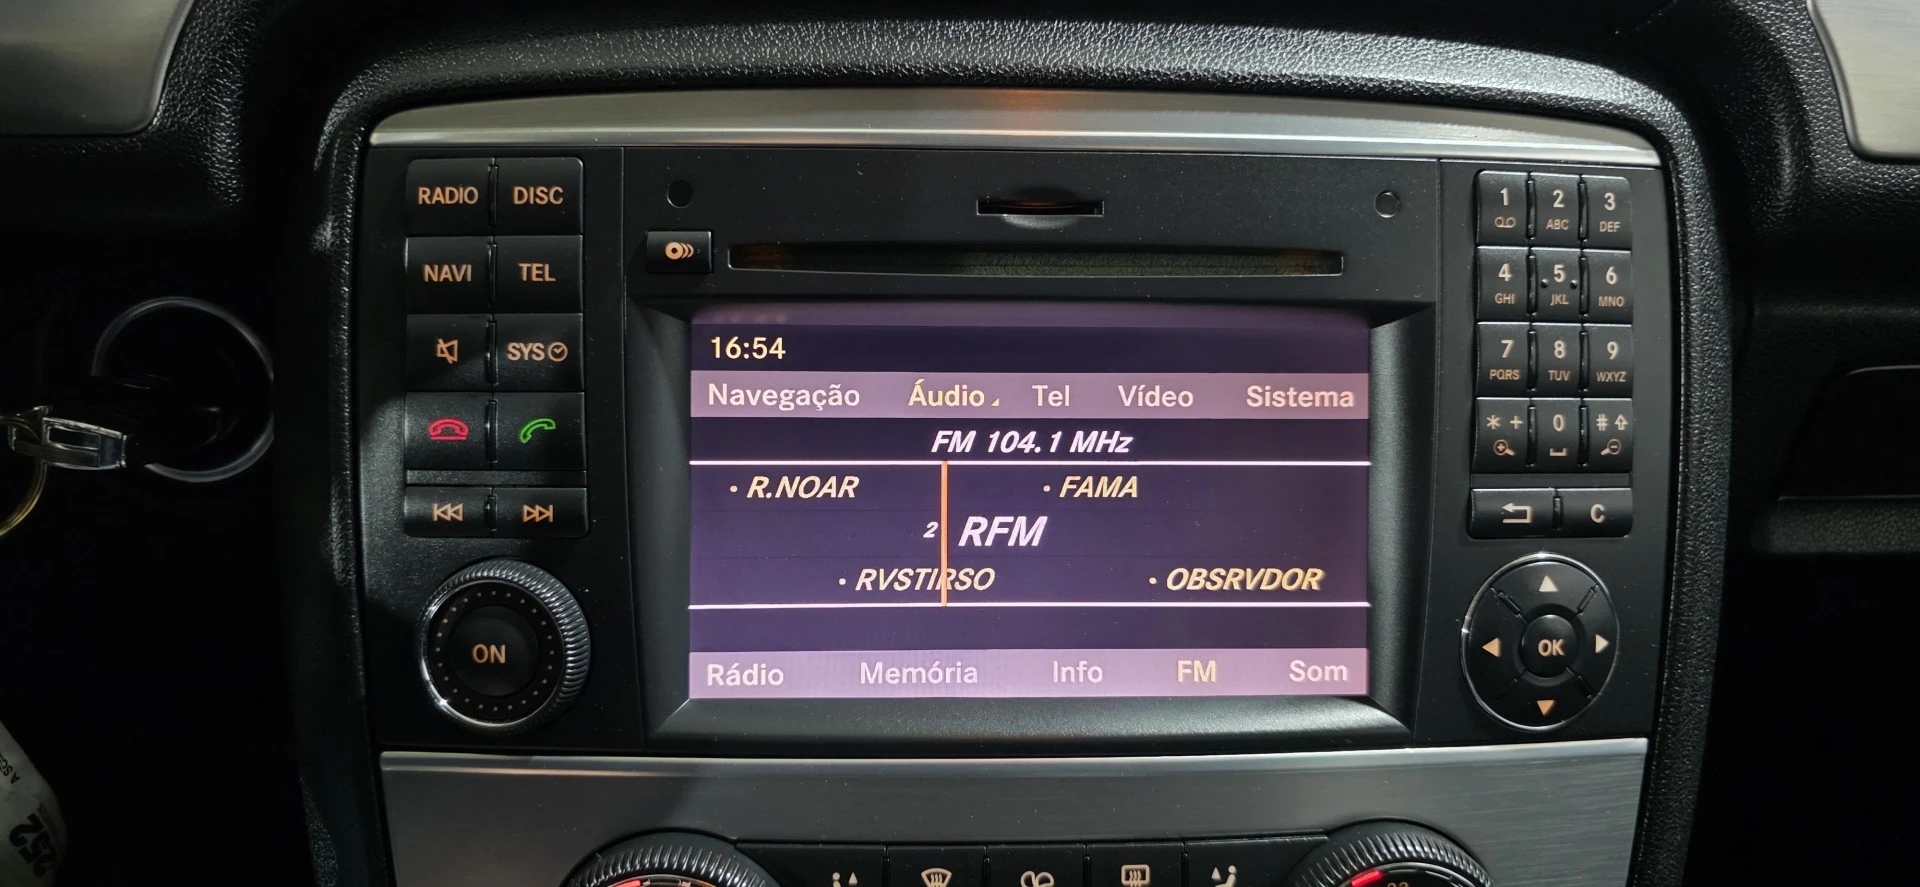 RADIO DISC
NAVI TEL
SYS
ON
16:54
Navegação Áudio Tel Vídeo Sistema
FM 104.1 MHz
R.NOAR FAMA
2 RFM
RVSTIRSO OBSRVDOR
Rádio Memória Info FM Som
1 2 3
ABC DEF
4 5 6
GHI JKL MNO
7 8 9
PQRS TUV WXYZ
* + 0 #
C
OK
252